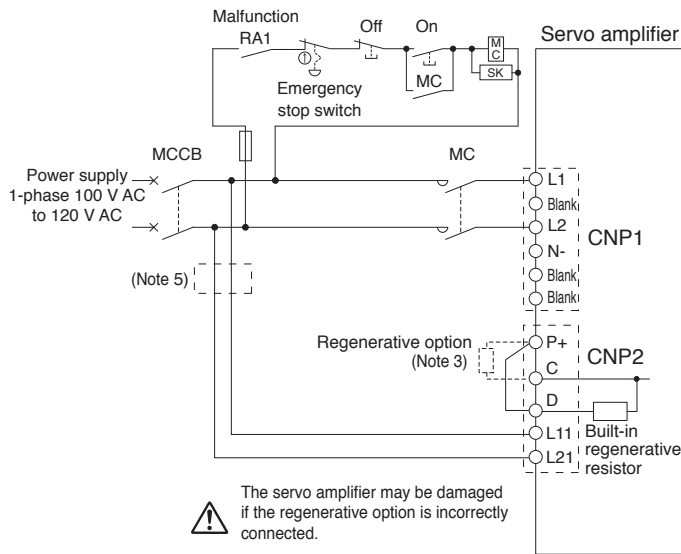 Malfunction
RA1
Off
On
MC
SK
MC
Emergency
stop switch
Servo amplifier
MCCB
MC
Power supply
1-phase 100 V AC
to 120 V AC
L1
Blank
L2
N-
Blank
Blank
CNP1
(Note 5)
Regenerative option
(Note 3)
P+
C
D
L11
L21
CNP2
Built-in
regenerative
resistor
The servo amplifier may be damaged
if the regenerative option is incorrectly
connected.